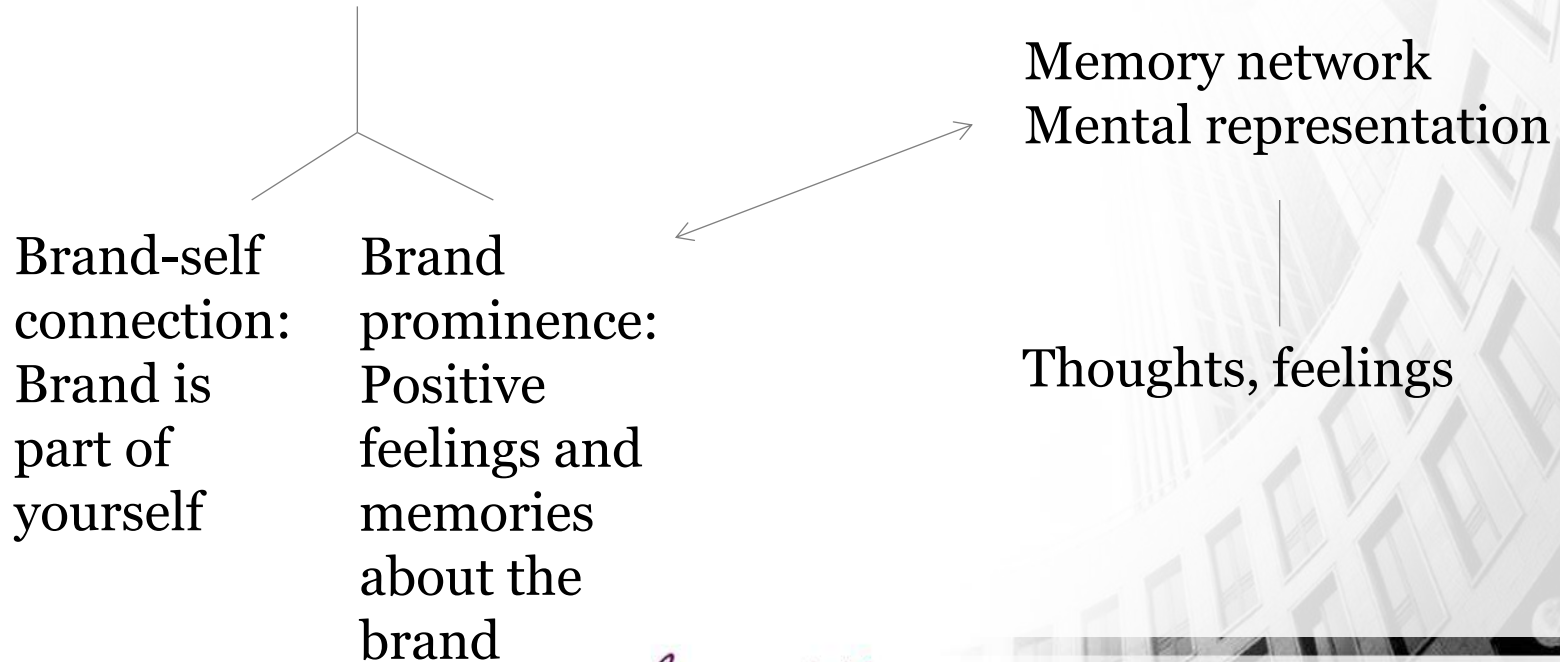 Memory network
Mental representation
Brand-self
connection:
Brand is
part of
yourself
Brand
prominence:
Positive
feelings and
memories
about the
brand
Thoughts, feelings